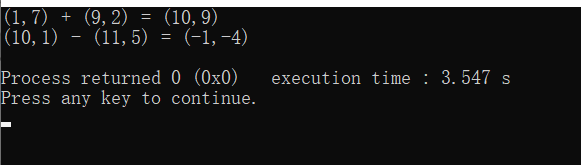 (1,7) + (9,2) = (10,9)
(10,1) - (11,5) = (-1,-4)
Process returned 0 (0x0)   execution time : 3.547 s
Press any key to continue.